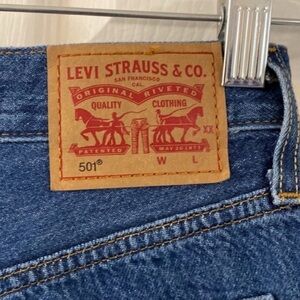 LEVI STRAUSS & CO.
SAN FRANCISCO
CAL.
ORIGINAL RIVETED
QUALITY CLOTHING
XX
PATENTED MAY 20 1873
501® W L